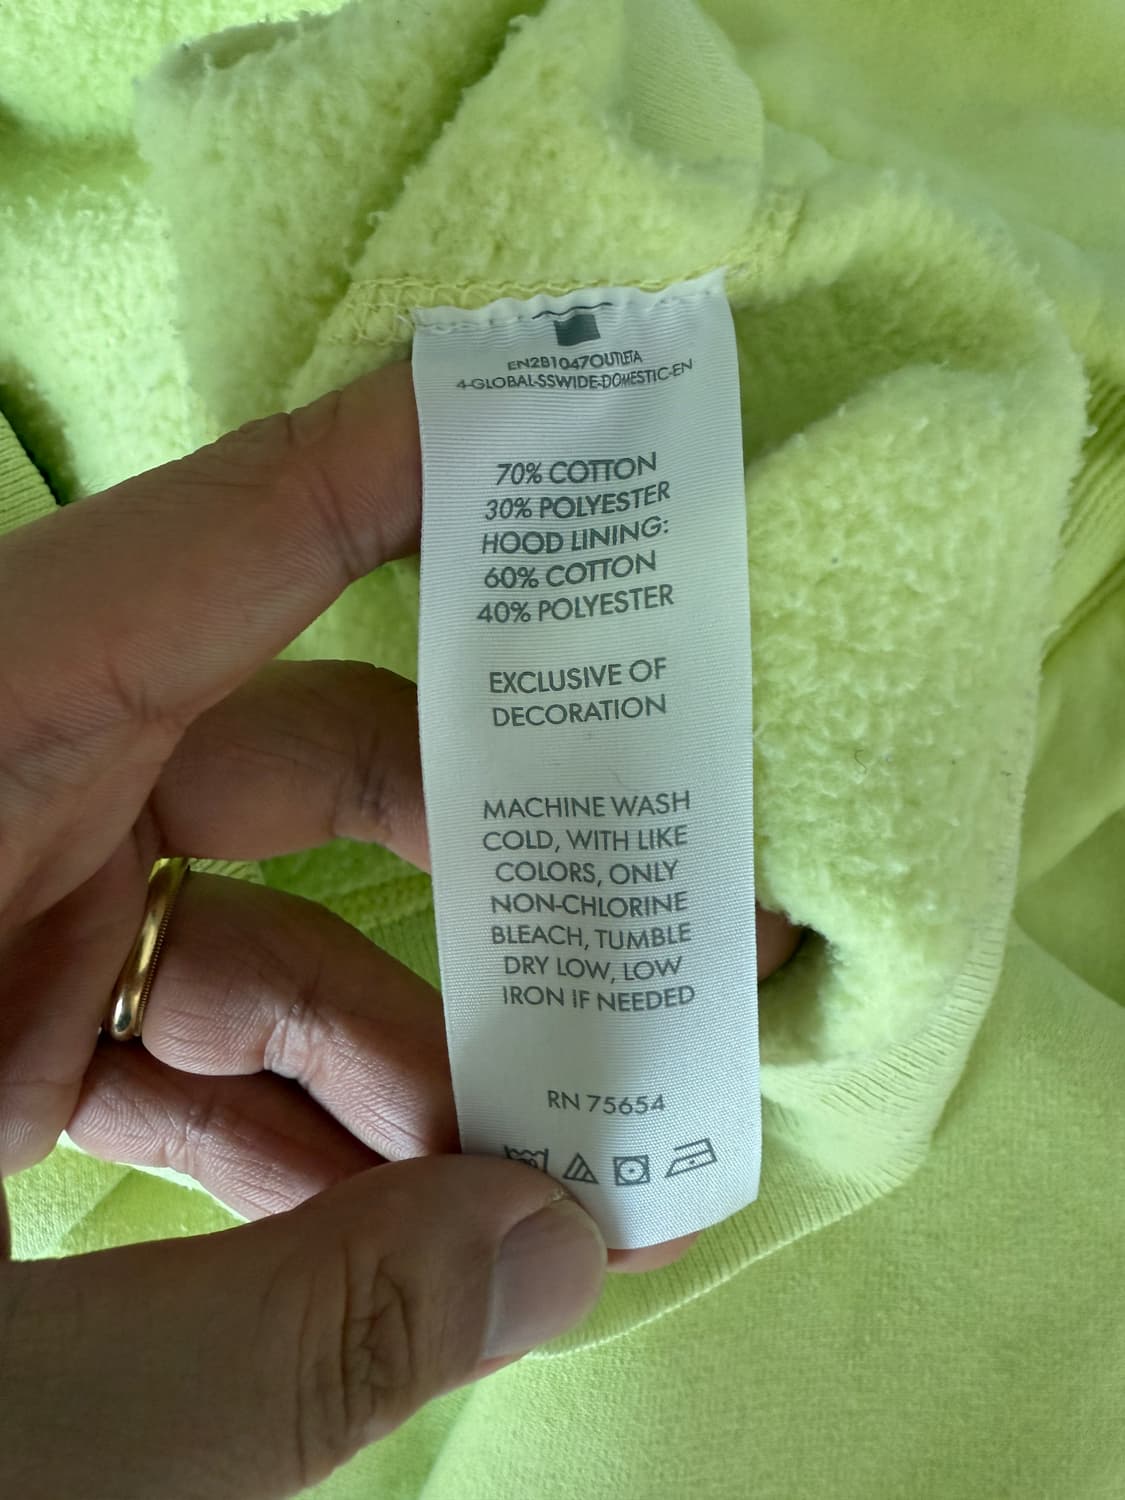 EN2B1047OUTLETA
4-GLOBAL-SSWIDE-DOMESTIC-EN
70% COTTON
30% POLYESTER
HOOD LINING:
60% COTTON
40% POLYESTER
EXCLUSIVE OF
DECORATION
MACHINE WASH
COLD, WITH LIKE
COLORS, ONLY
NON-CHLORINE
BLEACH, TUMBLE
DRY LOW, LOW
IRON IF NEEDED
RN 75654